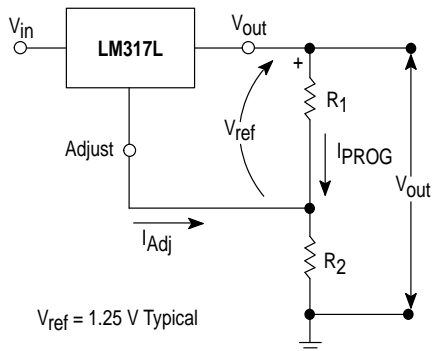 Vin
LM317L
Vout
+
R1
Vref
Adjust
IPROG
Vout
IAdj
R2
Vref = 1.25 V Typical